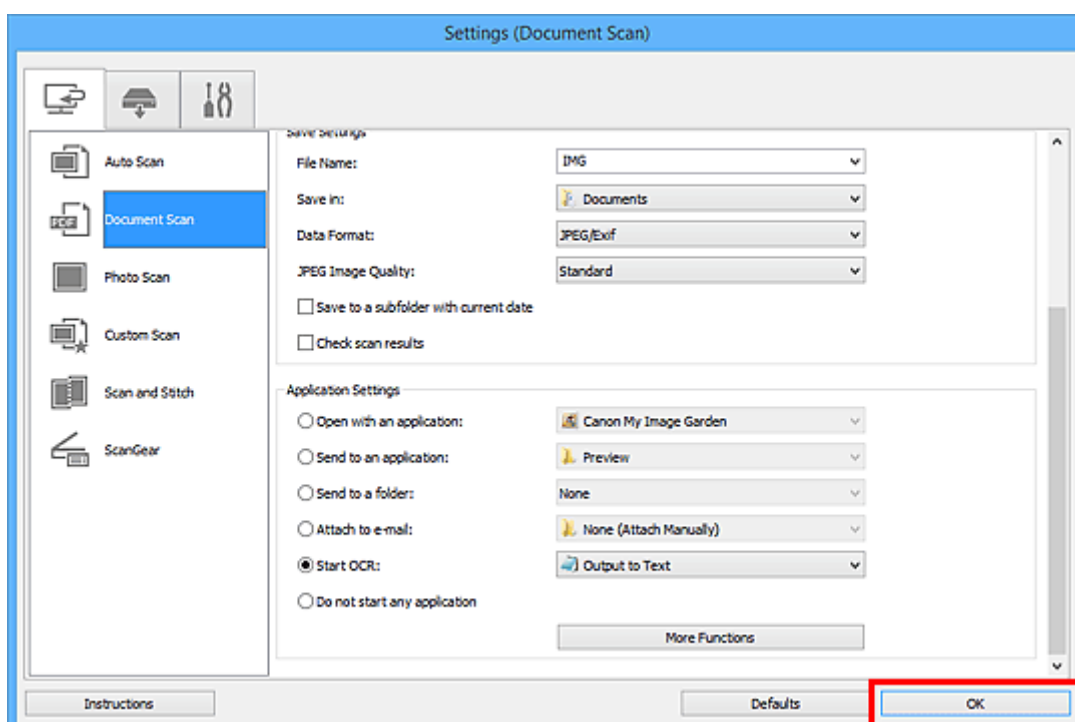 Settings (Document Scan)
Save Settings
Auto Scan
File Name: IMG
Save in: Documents
Document Scan
PDF
Data Format: JPEG/Exif
Photo Scan
JPEG Image Quality: Standard
Save to a subfolder with current date
Custom Scan
Check scan results
Scan and Stitch
Application Settings
Open with an application: Canon My Image Garden
ScanGear
Send to an application: Preview
Send to a folder: None
Attach to e-mail: None (Attach Manually)
Start OCR: Output to Text
Do not start any application
More Functions
Instructions Defaults OK